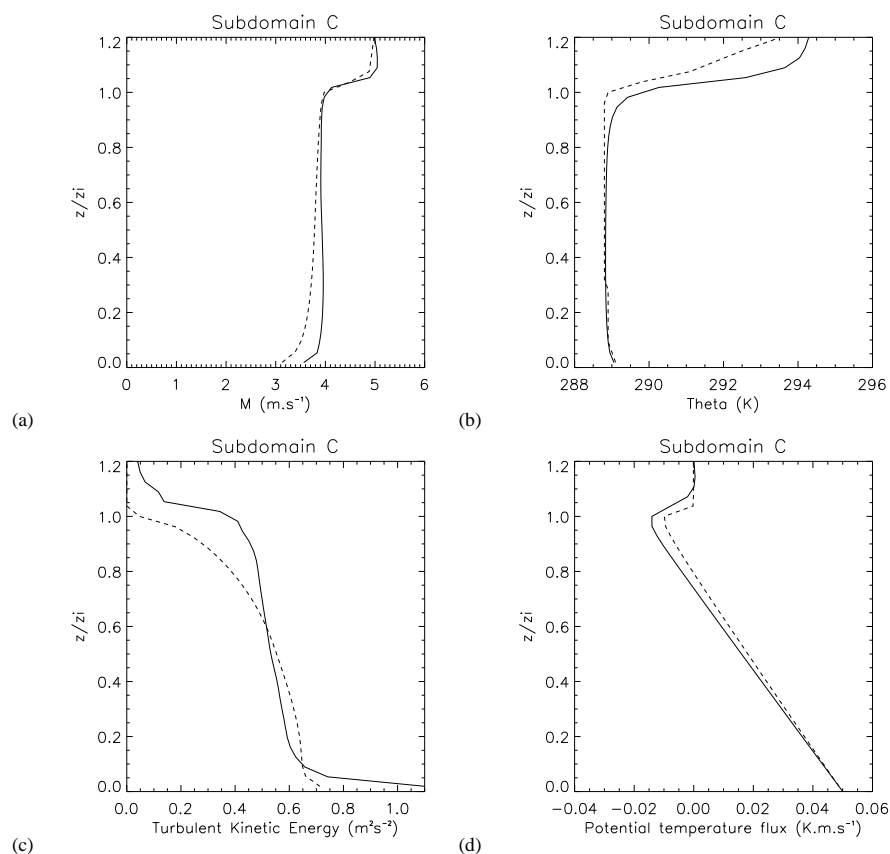 Subdomain C
1.2
1.0
0.8
0.6
0.4
0.2
0.0
z/zi
0 1 2 3 4 5 6
M (m.s⁻¹)
(a)
Subdomain C
1.2
1.0
0.8
0.6
0.4
0.2
0.0
z/zi
288 290 292 294 296
Theta (K)
(b)
Subdomain C
1.2
1.0
0.8
0.6
0.4
0.2
0.0
z/zi
0.0 0.2 0.4 0.6 0.8 1.0
Turbulent Kinetic Energy (m²s⁻²)
(c)
Subdomain C
1.2
1.0
0.8
0.6
0.4
0.2
0.0
z/zi
−0.04 −0.02 0.00 0.02 0.04 0.06
Potential temperature flux (K.m.s⁻¹)
(d)